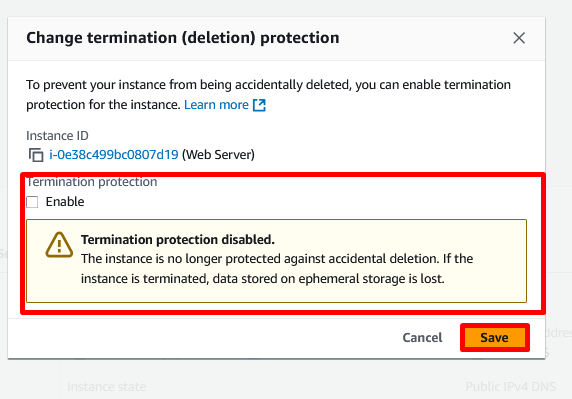 Change termination (deletion) protection
To prevent your instance from being accidentally deleted, you can enable termination
protection for the instance. Learn more
Instance ID
i-0e38c499bc0807d19 (Web Server)
Termination protection
Enable
Termination protection disabled.
The instance is no longer protected against accidental deletion. If the
instance is terminated, data stored on ephemeral storage is lost.
Cancel
Save
Instance state
Public IPv4 DNS